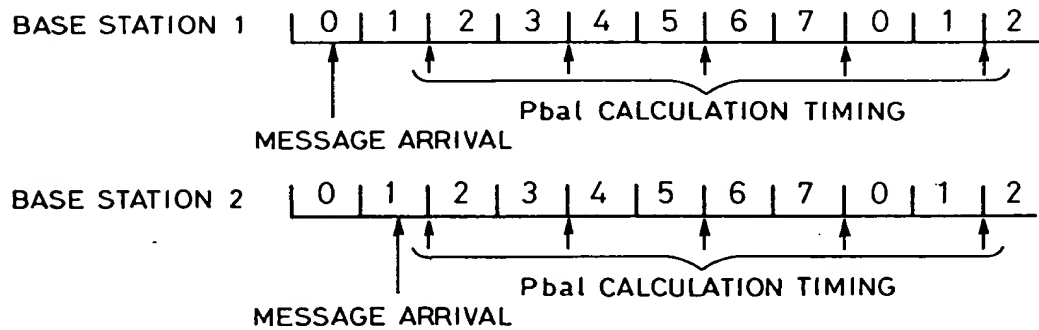 BASE STATION 1 0 1 2 3 4 5 6 7 0 1 2
Pbal CALCULATION TIMING
MESSAGE ARRIVAL
BASE STATION 2 0 1 2 3 4 5 6 7 0 1 2
Pbal CALCULATION TIMING
MESSAGE ARRIVAL